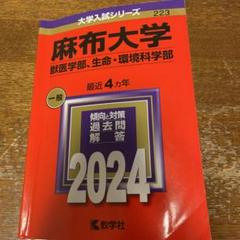 大学入試シリーズ
223
麻布大学
獣医学部、生命・環境科学部
最近4カ年
一般
傾向と対策
過去問
解答
2024
教学社